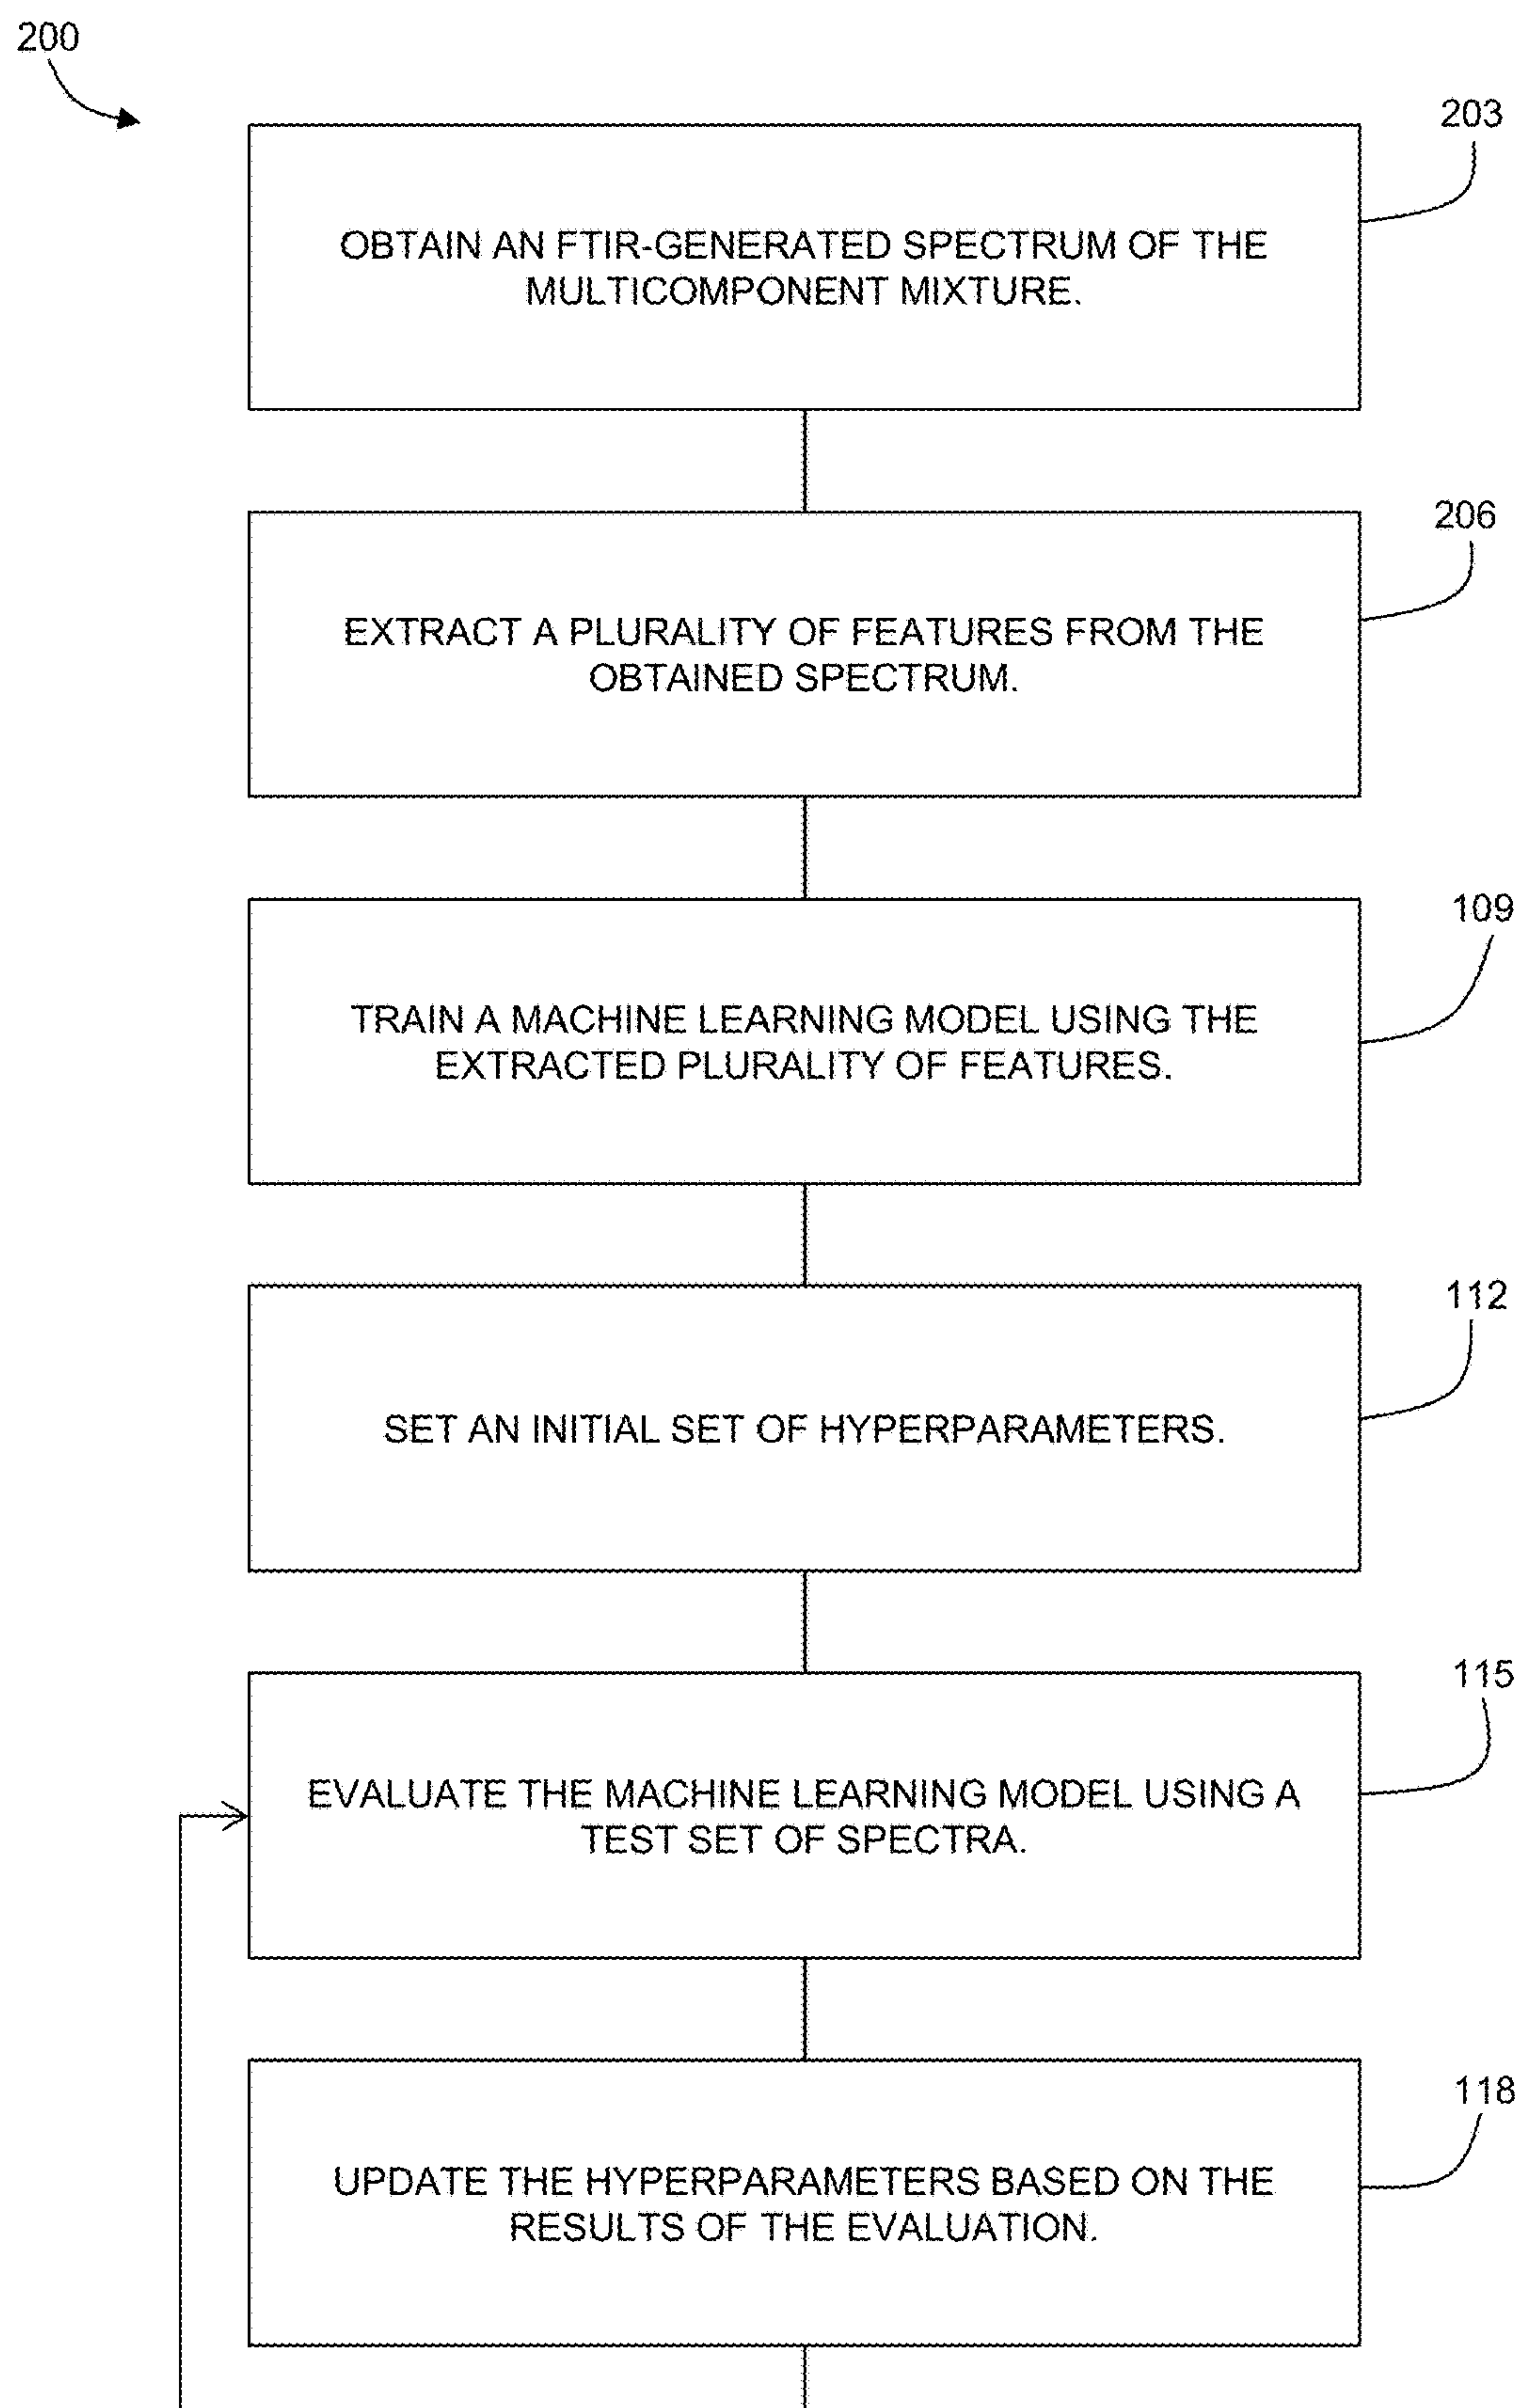 200
203
OBTAIN AN FTIR-GENERATED SPECTRUM OF THE
MULTICOMPONENT MIXTURE.
206
EXTRACT A PLURALITY OF FEATURES FROM THE
OBTAINED SPECTRUM.
109
TRAIN A MACHINE LEARNING MODEL USING THE
EXTRACTED PLURALITY OF FEATURES.
112
SET AN INITIAL SET OF HYPERPARAMETERS.
115
EVALUATE THE MACHINE LEARNING MODEL USING A
TEST SET OF SPECTRA.
118
UPDATE THE HYPERPARAMETERS BASED ON THE
RESULTS OF THE EVALUATION.